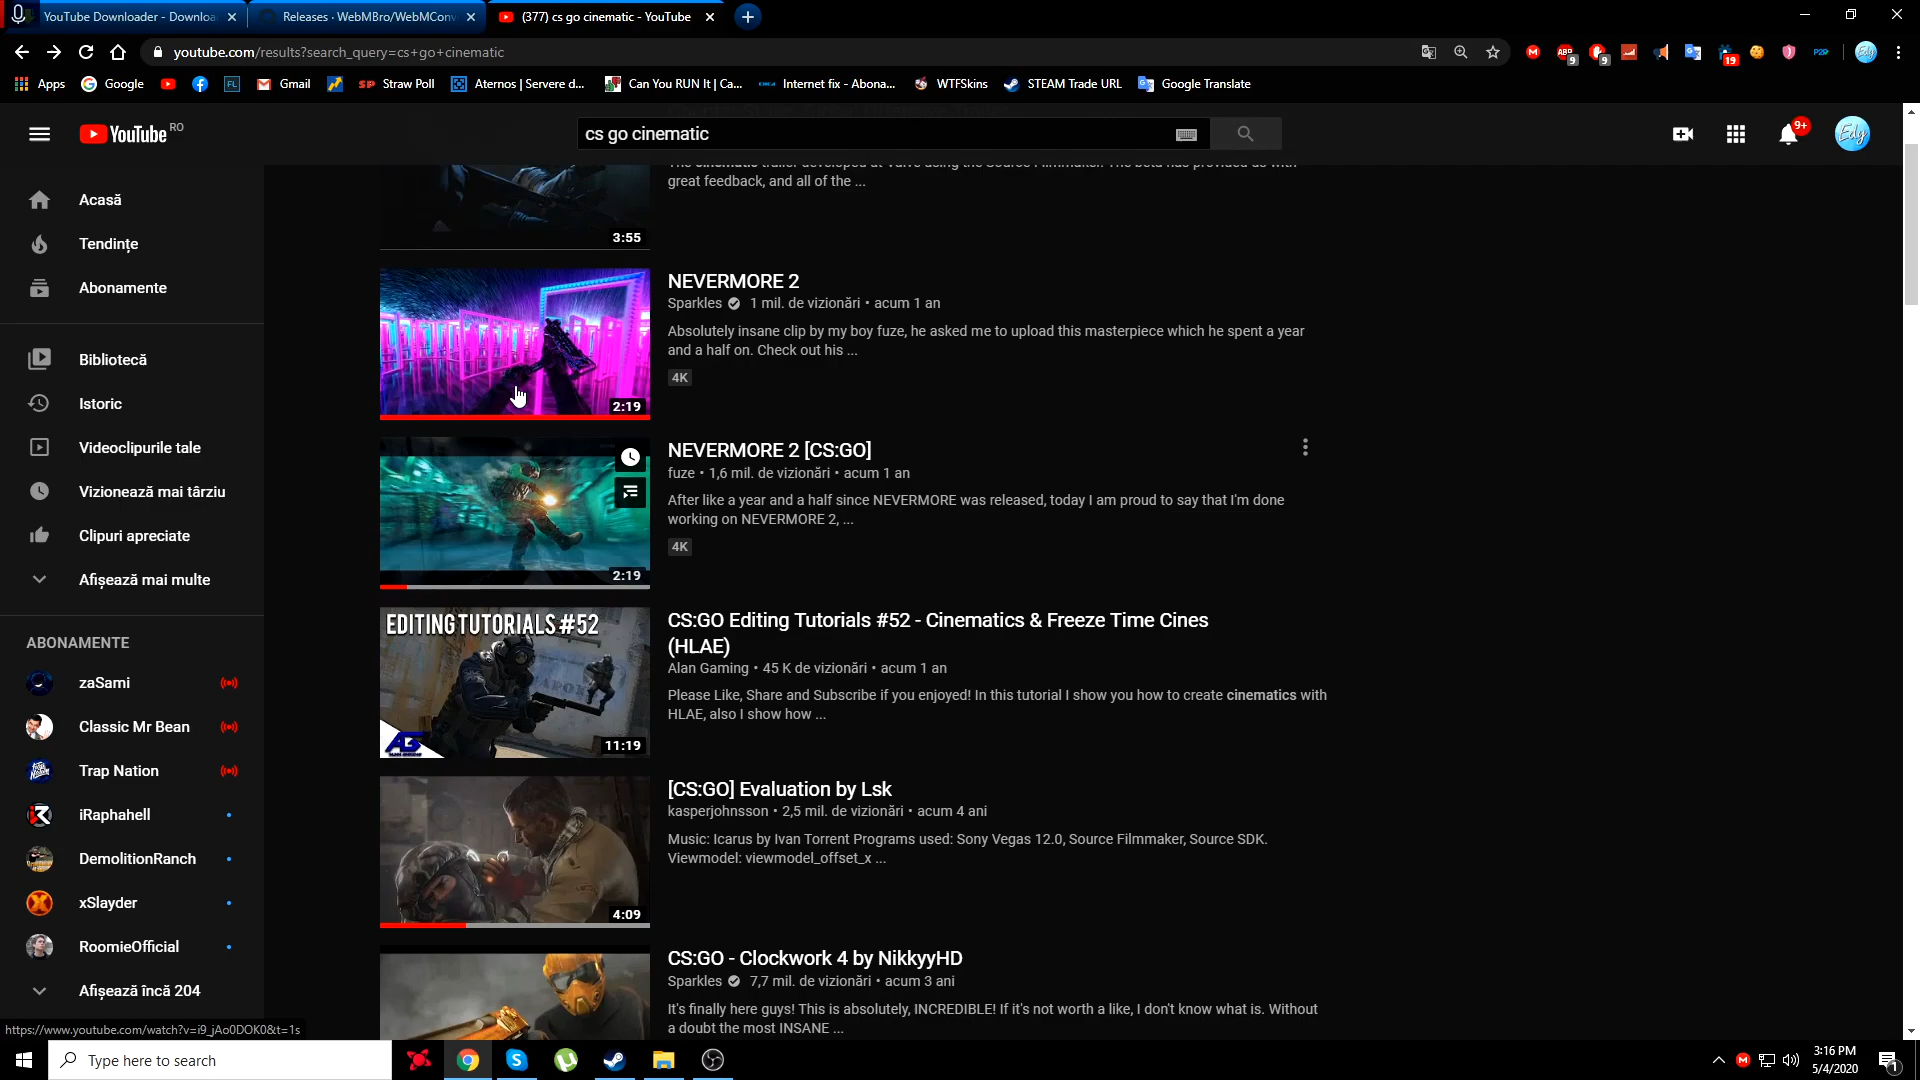 YouTube Downloader - Downloa
Releases · WebMBro/WebMConv
(377) cs go cinematic - YouTube
youtube.com/results?search_query=cs+go+cinematic
9
9
19
P2P
Apps
Google
FL
Gmail
SP Straw Poll
Aternos | Servere d...
Can You RUN It | Ca...
Internet fix - Abona...
WTFSkins
STEAM Trade URL
Google Translate
YouTube RO
cs go cinematic
9+
Edy
Acasă
Tendințe
Abonamente
Bibliotecă
Istoric
Videoclipurile tale
Vizionează mai târziu
Clipuri apreciate
Afișează mai multe
ABONAMENTE
zaSami
Classic Mr Bean
Trap Nation
iRaphahell
DemolitionRanch
xSlayder
RoomieOfficial
Afișează încă 204
great feedback, and all of the ...
3:55
NEVERMORE 2
Sparkles 1 mil. de vizionări • acum 1 an
Absolutely insane clip by my boy fuze, he asked me to upload this masterpiece which he spent a year
and a half on. Check out his ...
4K
2:19
NEVERMORE 2 [CS:GO]
fuze • 1,6 mil. de vizionări • acum 1 an
After like a year and a half since NEVERMORE was released, today I am proud to say that I'm done
working on NEVERMORE 2, ...
4K
2:19
EDITING TUTORIALS #52
11:19
CS:GO Editing Tutorials #52 - Cinematics & Freeze Time Cines
(HLAE)
Alan Gaming • 45 K de vizionări • acum 1 an
Please Like, Share and Subscribe if you enjoyed! In this tutorial I show you how to create cinematics with
HLAE, also I show how ...
[CS:GO] Evaluation by Lsk
kasperjohnsson • 2,5 mil. de vizionări • acum 4 ani
Music: Icarus by Ivan Torrent Programs used: Sony Vegas 12.0, Source Filmmaker, Source SDK.
Viewmodel: viewmodel_offset_x ...
4:09
CS:GO - Clockwork 4 by NikkyyHD
Sparkles 7,7 mil. de vizionări • acum 3 ani
It's finally here guys! This is absolutely, INCREDIBLE! If it's not worth a like, I don't know what is. Without
a doubt the most INSANE ...
https://www.youtube.com/watch?v=i9_jAo0DOK0&t=1s
Type here to search
3:16 PM
5/4/2020
1